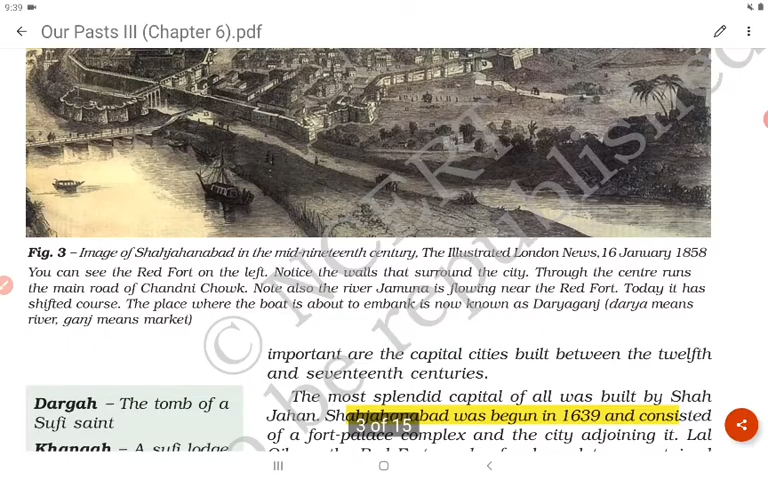 9:39
Our Pasts III (Chapter 6).pdf
Fig. 3 – Image of Shahjahanabad in the mid-nineteenth century, The Illustrated London News, 16 January 1858
You can see the Red Fort on the left. Notice the walls that surround the city. Through the centre runs
the main road of Chandni Chowk. Note also the river Jamuna is flowing near the Red Fort. Today it has
shifted course. The place where the boat is about to embank is now known as Daryaganj (darya means
river, ganj means market)
© NCERT
to be republished
important are the capital cities built between the twelfth
and seventeenth centuries.
The most splendid capital of all was built by Shah
Jahan. Shahjahanabad was begun in 1639 and consisted
of a fort-palace complex and the city adjoining it. Lal
Dargah – The tomb of a
Sufi saint
Khanqah – A sufi lodge
3 of 15